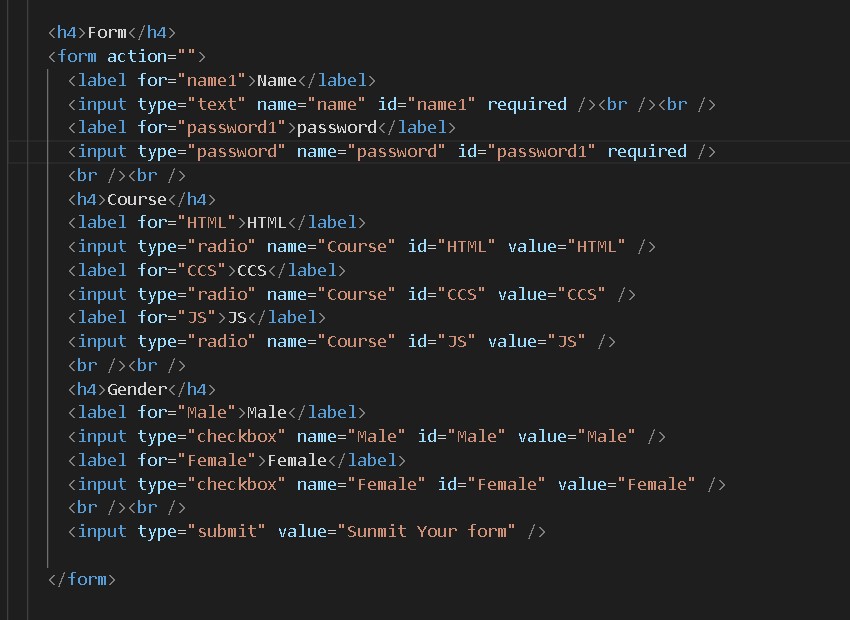 <h4>Form</h4>
<form action="">
<label for="name1">Name</label>
<input type="text" name="name" id="name1" required /><br /><br />
<label for="password1">password</label>
<input type="password" name="password" id="password1" required />
<br /><br />
<h4>Course</h4>
<label for="HTML">HTML</label>
<input type="radio" name="Course" id="HTML" value="HTML" />
<label for="CCS">CCS</label>
<input type="radio" name="Course" id="CCS" value="CCS" />
<label for="JS">JS</label>
<input type="radio" name="Course" id="JS" value="JS" />
<br /><br />
<h4>Gender</h4>
<label for="Male">Male</label>
<input type="checkbox" name="Male" id="Male" value="Male" />
<label for="Female">Female</label>
<input type="checkbox" name="Female" id="Female" value="Female" />
<br /><br />
<input type="submit" value="Sunmit Your form" />
</form>